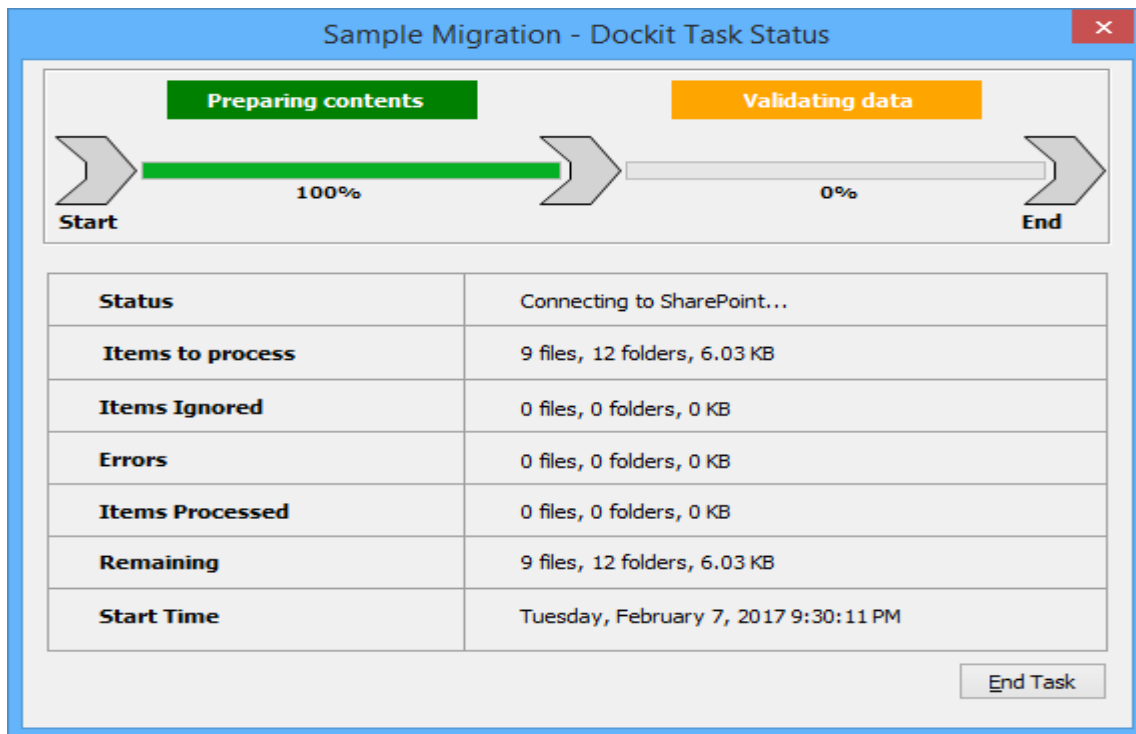 Sample Migration - Dockit Task Status
Preparing contents
Validating data
100%
0%
Start
End
Status Connecting to SharePoint...
Items to process 9 files, 12 folders, 6.03 KB
Items Ignored 0 files, 0 folders, 0 KB
Errors 0 files, 0 folders, 0 KB
Items Processed 0 files, 0 folders, 0 KB
Remaining 9 files, 12 folders, 6.03 KB
Start Time Tuesday, February 7, 2017 9:30:11 PM
End Task